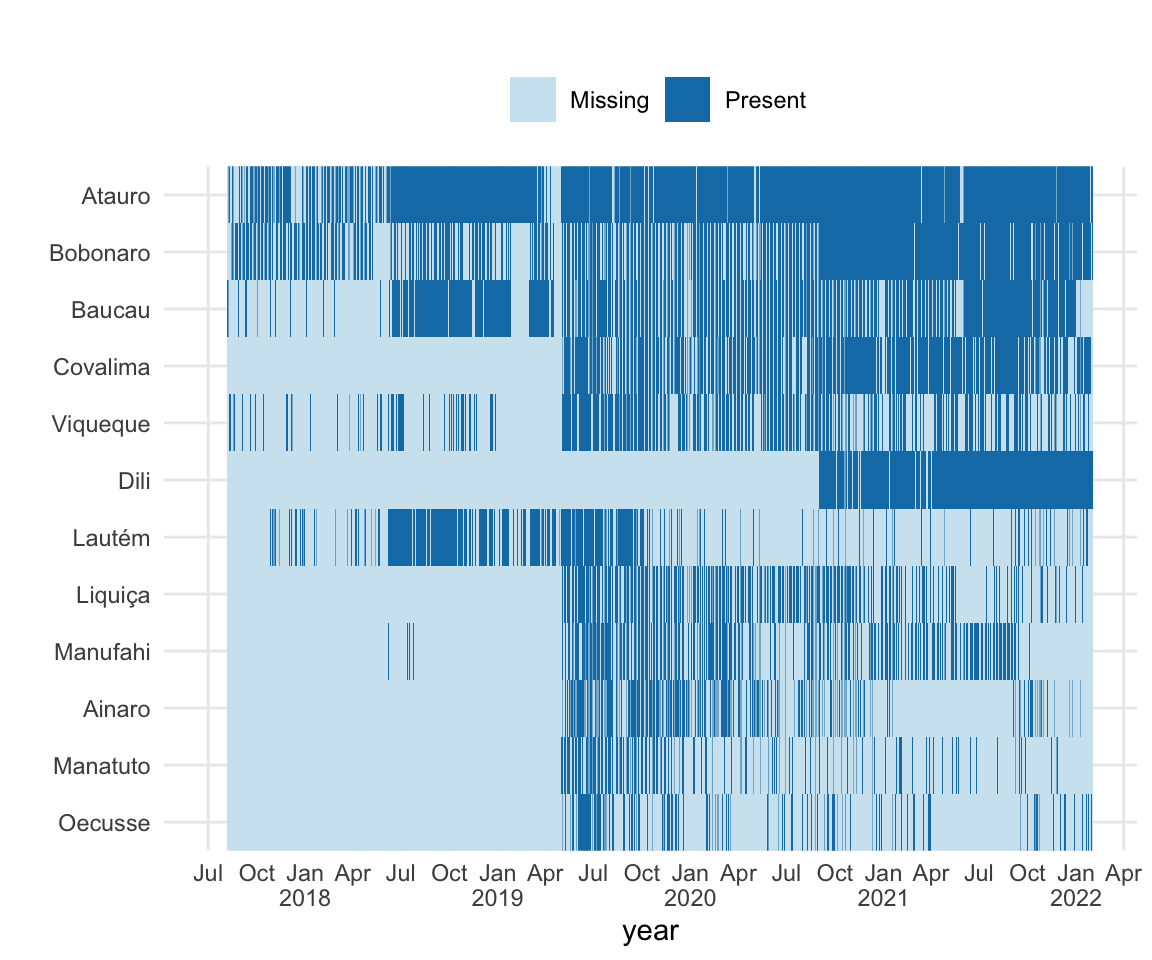 Missing Present
Atauro
Bobonaro
Baucau
Covalima
Viqueque
Dili
Lautém
Liquiça
Manufahi
Ainaro
Manatuto
Oecusse
Jul Oct Jan Apr Jul Oct Jan Apr Jul Oct Jan Apr Jul Oct Jan Apr Jul Oct Jan Apr
2018 2019 2020 2021 2022
year